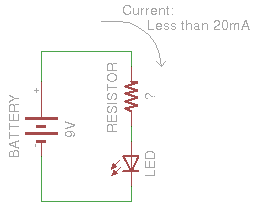 Current:
Less than 20mA
RESISTOR
?
+
BATTERY
9V
-
LED